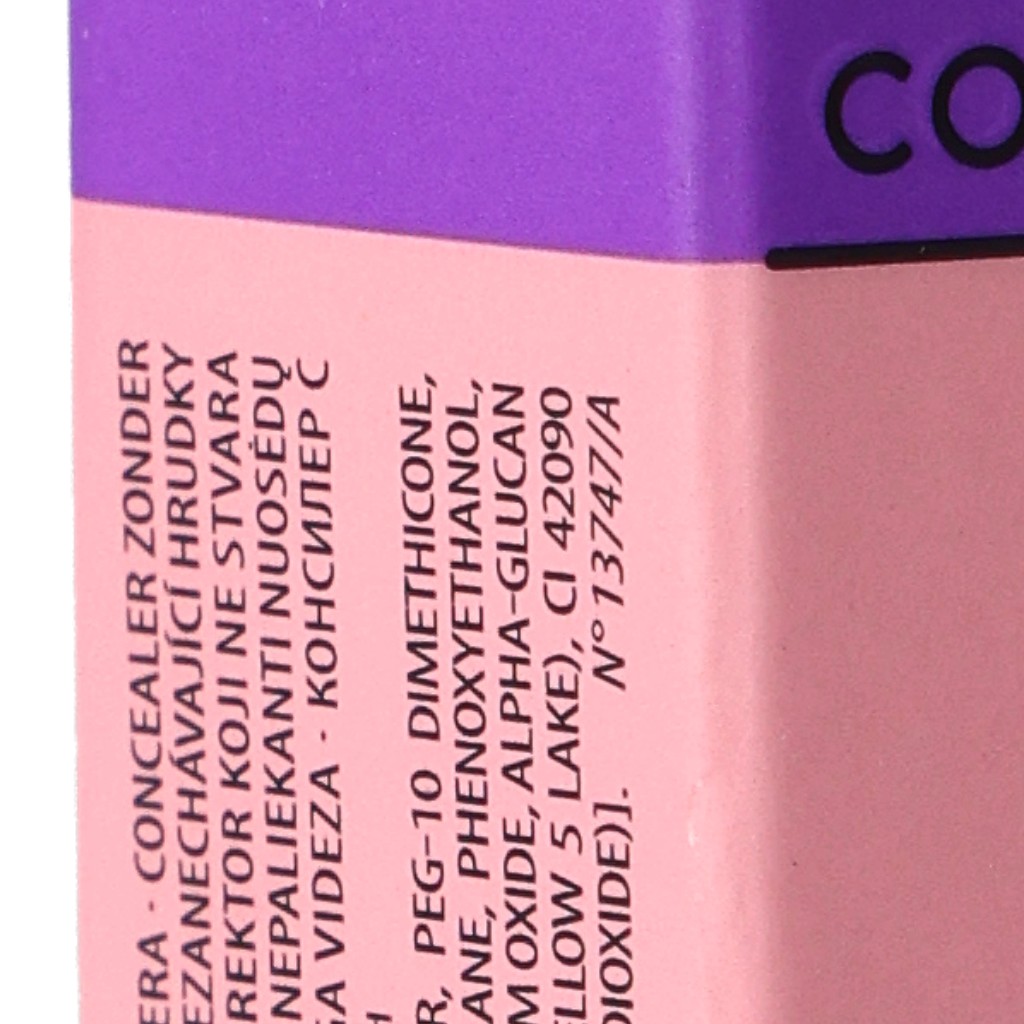 ERA · CONCEALER ZONDER
EZANECHÁVAJÍCÍ HRUDKY
REKTOR KOJI NE STVARA
NEPALIEKANTI NUOSĖDŲ
GA VIDEZA · КОНСИЛЕР С
R, PEG-10 DIMETHICONE,
ANE, PHENOXYETHANOL,
M OXIDE, ALPHA-GLUCAN
ELLOW 5 LAKE), CI 42090
DIOXIDE)]. N° 13747/A
CO